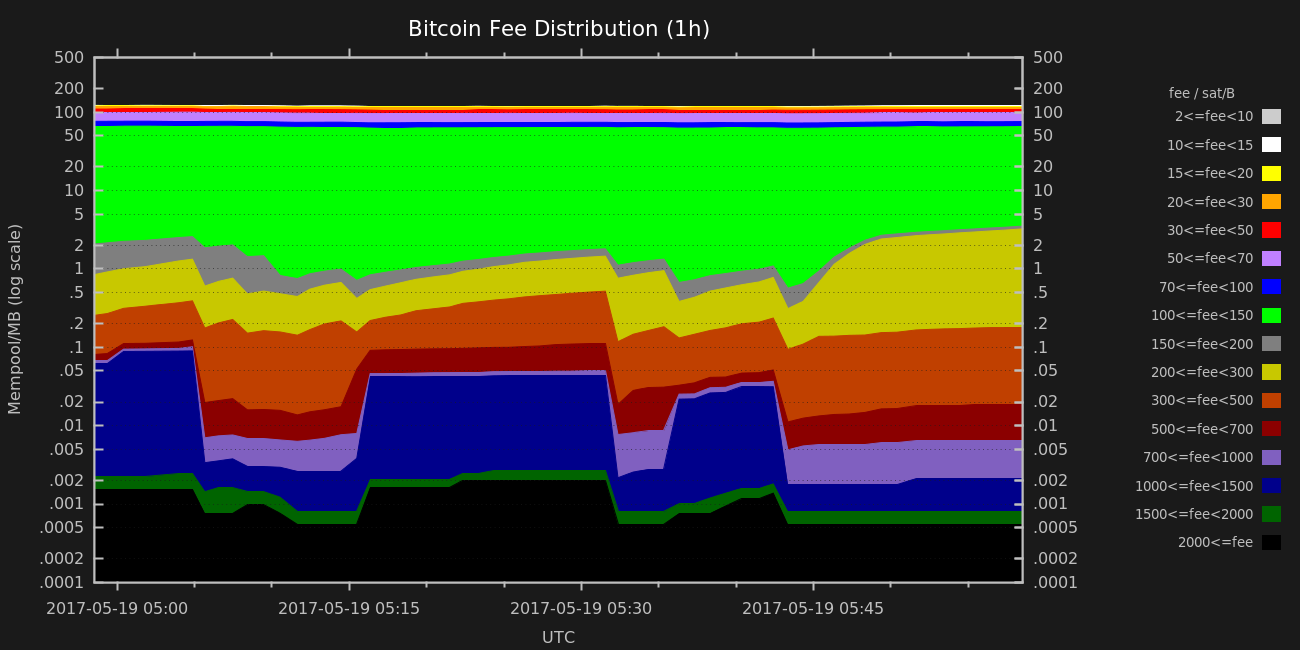 Bitcoin Fee Distribution (1h)
Mempool/MB (log scale)
500
200
100
50
20
10
5
2
1
.5
.2
.1
.05
.02
.01
.005
.002
.001
.0005
.0002
.0001
500
200
100
50
20
10
5
2
1
.5
.2
.1
.05
.02
.01
.005
.002
.001
.0005
.0002
.0001
2017-05-19 05:00
2017-05-19 05:15
2017-05-19 05:30
2017-05-19 05:45
UTC
fee / sat/B
2<=fee<10
10<=fee<15
15<=fee<20
20<=fee<30
30<=fee<50
50<=fee<70
70<=fee<100
100<=fee<150
150<=fee<200
200<=fee<300
300<=fee<500
500<=fee<700
700<=fee<1000
1000<=fee<1500
1500<=fee<2000
2000<=fee